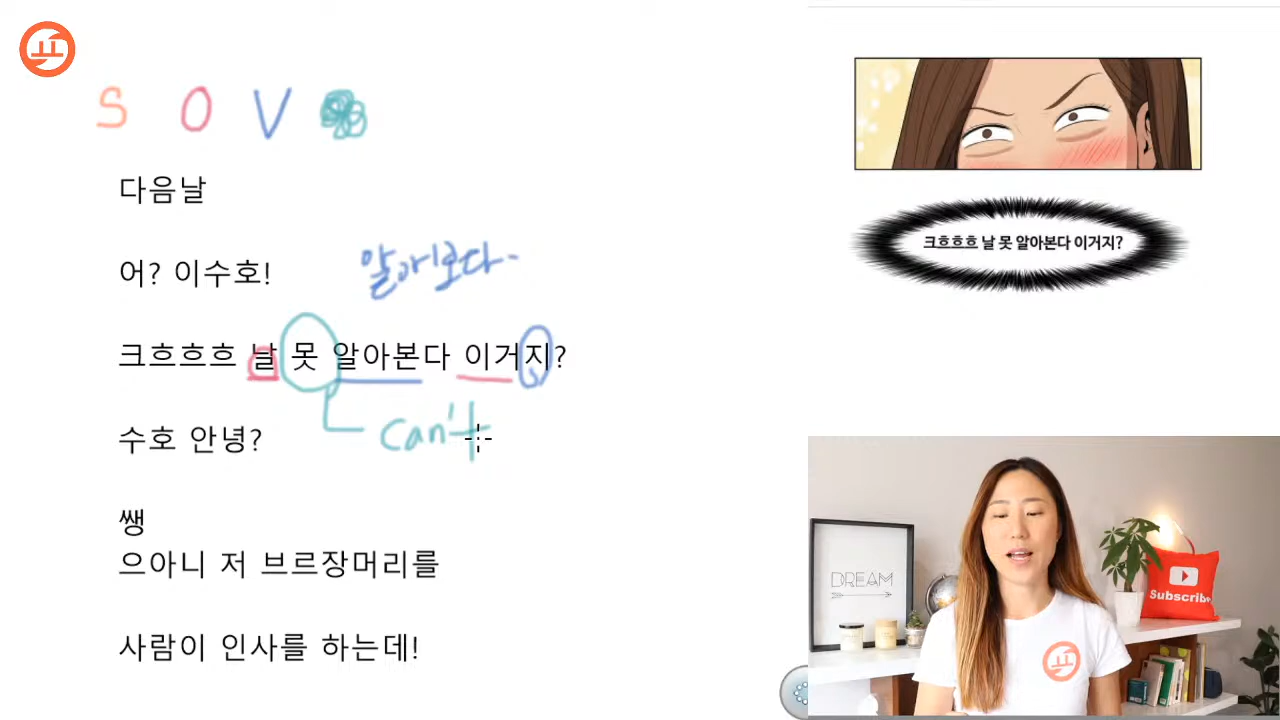 S O V
다음날
어? 이수호!
알아보다.
크흐흐흐 날 못 알아본다 이거지?
can't
수호 안녕?
쌩
으아니 저 브르장머리를
사람이 인사를 하는데!
크흐흐흐 날 못 알아본다 이거지?
DREAM
Subscribe